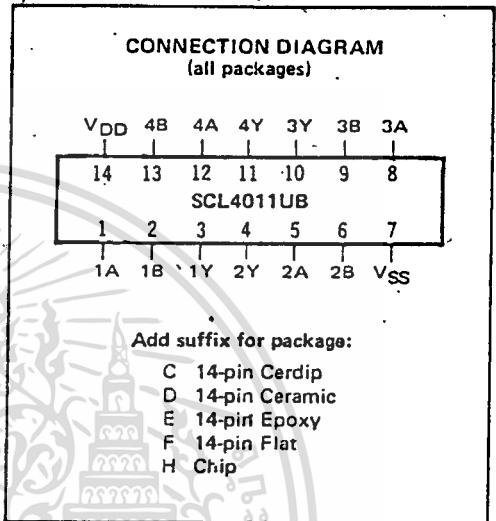 CONNECTION DIAGRAM
(all packages)
VDD 4B 4A 4Y 3Y 3B 3A
14 13 12 11 10 9 8
SCL4011UB
1 2 3 4 5 6 7
1A 1B 1Y 2Y 2A 2B VSS
Add suffix for package:
C 14-pin Cerdip
D 14-pin Ceramic
E 14-pin Epoxy
F 14-pin Flat
H Chip